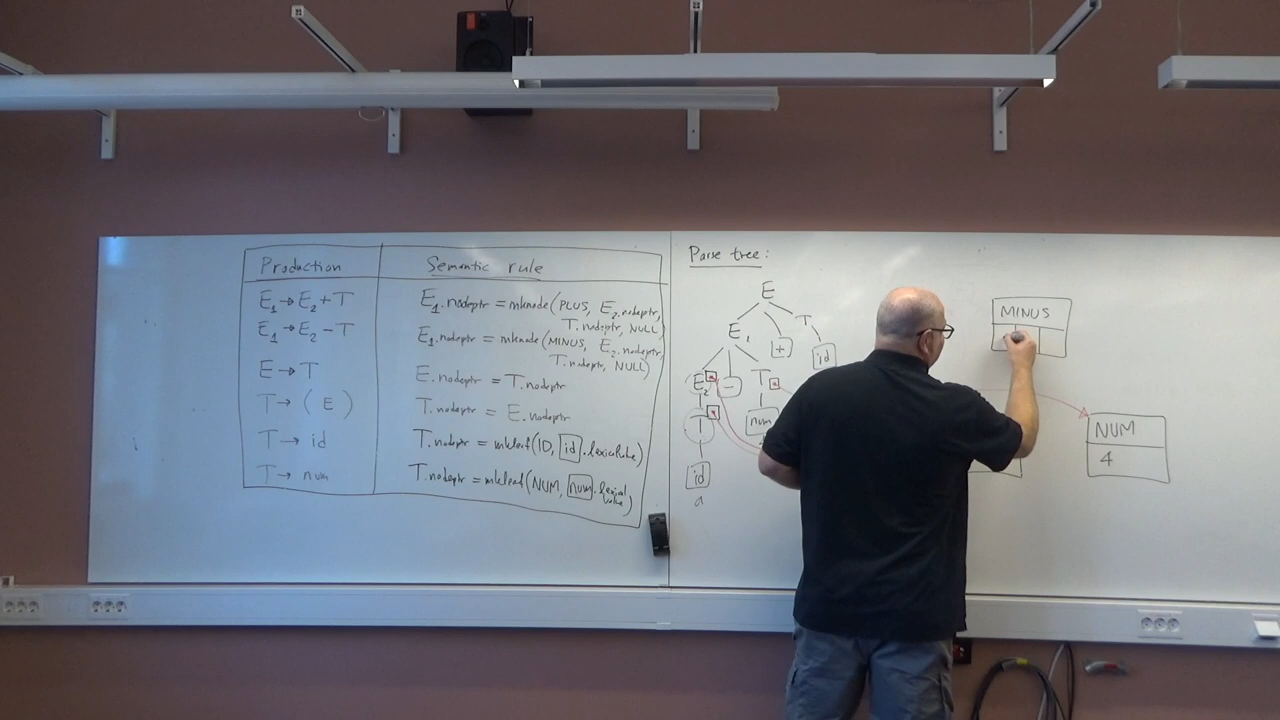 Production Semantic rule
E₁ → E₂ + T E₁.nodeptr = mknode(PLUS, E₂.nodeptr,
T.nodeptr, NULL)
E₁ → E₂ - T E₁.nodeptr = mknode(MINUS, E₂.nodeptr,
T.nodeptr, NULL)
E → T E.nodeptr = T.nodeptr
T → ( E ) T.nodeptr = E.nodeptr
T → id T.nodeptr = mkleaf(ID, id.lexicalvalue)
T → num T.nodeptr = mkleaf(NUM, num.lexical
value)
Parse tree:
E
E₁ + T
id
E₂ - T
T num
id
a
MINUS
NUM
4